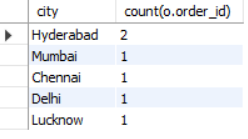 city count(o.order_id)
Hyderabad 2
Mumbai 1
Chennai 1
Delhi 1
Lucknow 1